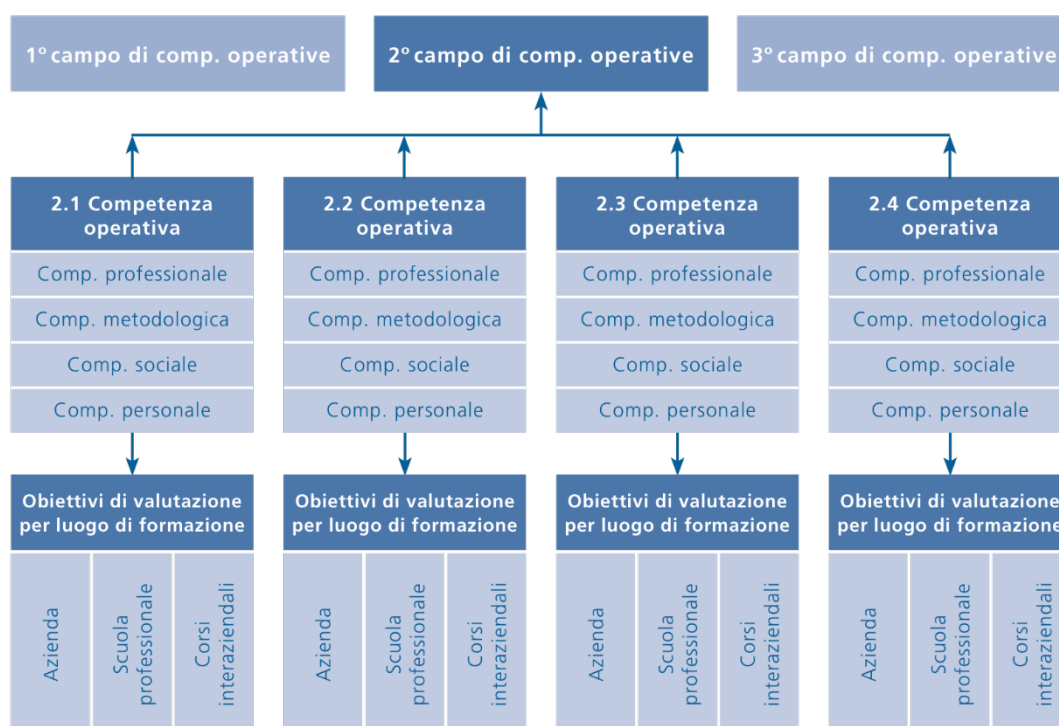 1º campo di comp. operative
2º campo di comp. operative
3º campo di comp. operative
2.1 Competenza
operativa
Comp. professionale
Comp. metodologica
Comp. sociale
Comp. personale
Obiettivi di valutazione
per luogo di formazione
Azienda
Scuola
professionale
Corsi
interaziendali
2.2 Competenza
operativa
Comp. professionale
Comp. metodologica
Comp. sociale
Comp. personale
Obiettivi di valutazione
per luogo di formazione
Azienda
Scuola
professionale
Corsi
interaziendali
2.3 Competenza
operativa
Comp. professionale
Comp. metodologica
Comp. sociale
Comp. personale
Obiettivi di valutazione
per luogo di formazione
Azienda
Scuola
professionale
Corsi
interaziendali
2.4 Competenza
operativa
Comp. professionale
Comp. metodologica
Comp. sociale
Comp. personale
Obiettivi di valutazione
per luogo di formazione
Azienda
Scuola
professionale
Corsi
interaziendali